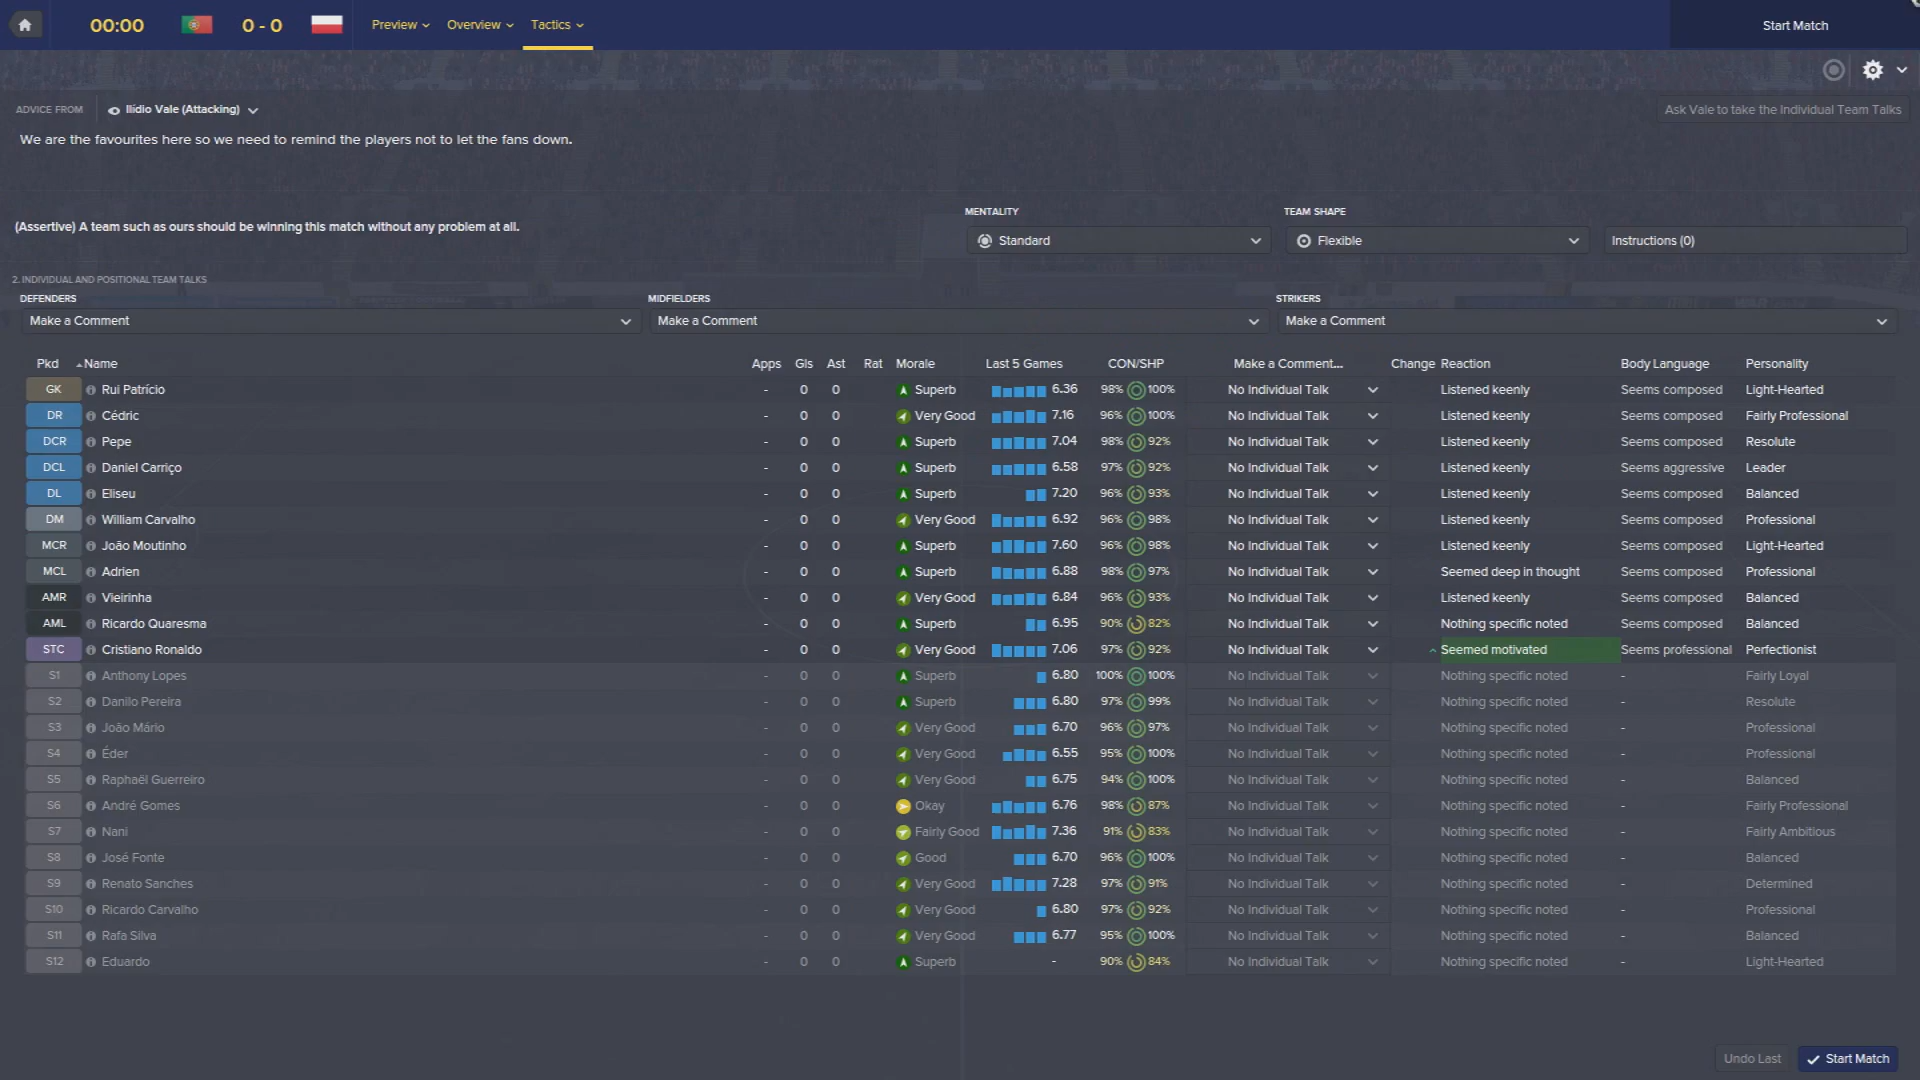 00:00 0 - 0 Preview Overview Tactics Start Match
ADVICE FROM Ilídio Vale (Attacking) Ask Vale to take the Individual Team Talks
We are the favourites here so we need to remind the players not to let the fans down.
MENTALITY TEAM SHAPE
(Assertive) A team such as ours should be winning this match without any problem at all.
Standard Flexible Instructions (0)
2. INDIVIDUAL AND POSITIONAL TEAM TALKS
DEFENDERS MIDFIELDERS STRIKERS
Make a Comment Make a Comment Make a Comment
Pkd Name Apps Gls Ast Rat Morale Last 5 Games CON/SHP Make a Comment... Change Reaction Body Language Personality
GK Rui Patrício - 0 0 Superb 6.36 98% 100% No Individual Talk Listened keenly Seems composed Light-Hearted
DR Cédric - 0 0 Very Good 7.16 96% 100% No Individual Talk Listened keenly Seems composed Fairly Professional
DCR Pepe - 0 0 Superb 7.04 98% 92% No Individual Talk Listened keenly Seems composed Resolute
DCL Daniel Carriço - 0 0 Superb 6.58 97% 92% No Individual Talk Listened keenly Seems aggressive Leader
DL Eliseu - 0 0 Superb 7.20 96% 93% No Individual Talk Listened keenly Seems composed Balanced
DM William Carvalho - 0 0 Very Good 6.92 96% 98% No Individual Talk Listened keenly Seems composed Professional
MCR João Moutinho - 0 0 Superb 7.60 96% 98% No Individual Talk Listened keenly Seems composed Light-Hearted
MCL Adrien - 0 0 Superb 6.88 98% 97% No Individual Talk Seemed deep in thought Seems composed Professional
AMR Vieirinha - 0 0 Very Good 6.84 96% 93% No Individual Talk Listened keenly Seems composed Balanced
AML Ricardo Quaresma - 0 0 Superb 6.95 90% 82% No Individual Talk Nothing specific noted Seems composed Balanced
STC Cristiano Ronaldo - 0 0 Very Good 7.06 97% 92% No Individual Talk Seemed motivated Seems professional Perfectionist
S1 Anthony Lopes - 0 0 Superb 6.80 100% 100% No Individual Talk Nothing specific noted - Fairly Loyal
S2 Danilo Pereira - 0 0 Superb 6.80 97% 99% No Individual Talk Nothing specific noted - Resolute
S3 João Mário - 0 0 Very Good 6.70 96% 97% No Individual Talk Nothing specific noted - Professional
S4 Éder - 0 0 Very Good 6.55 95% 100% No Individual Talk Nothing specific noted - Professional
S5 Raphaël Guerreiro - 0 0 Very Good 6.75 94% 100% No Individual Talk Nothing specific noted - Balanced
S6 André Gomes - 0 0 Okay 6.76 98% 87% No Individual Talk Nothing specific noted - Fairly Professional
S7 Nani - 0 0 Fairly Good 7.36 91% 83% No Individual Talk Nothing specific noted - Fairly Ambitious
S8 José Fonte - 0 0 Good 6.70 96% 100% No Individual Talk Nothing specific noted - Balanced
S9 Renato Sanches - 0 0 Very Good 7.28 97% 91% No Individual Talk Nothing specific noted - Determined
S10 Ricardo Carvalho - 0 0 Very Good 6.80 97% 92% No Individual Talk Nothing specific noted - Professional
S11 Rafa Silva - 0 0 Very Good 6.77 95% 100% No Individual Talk Nothing specific noted - Balanced
S12 Eduardo - 0 0 Superb - 90% 84% No Individual Talk Nothing specific noted - Light-Hearted
Undo Last Start Match